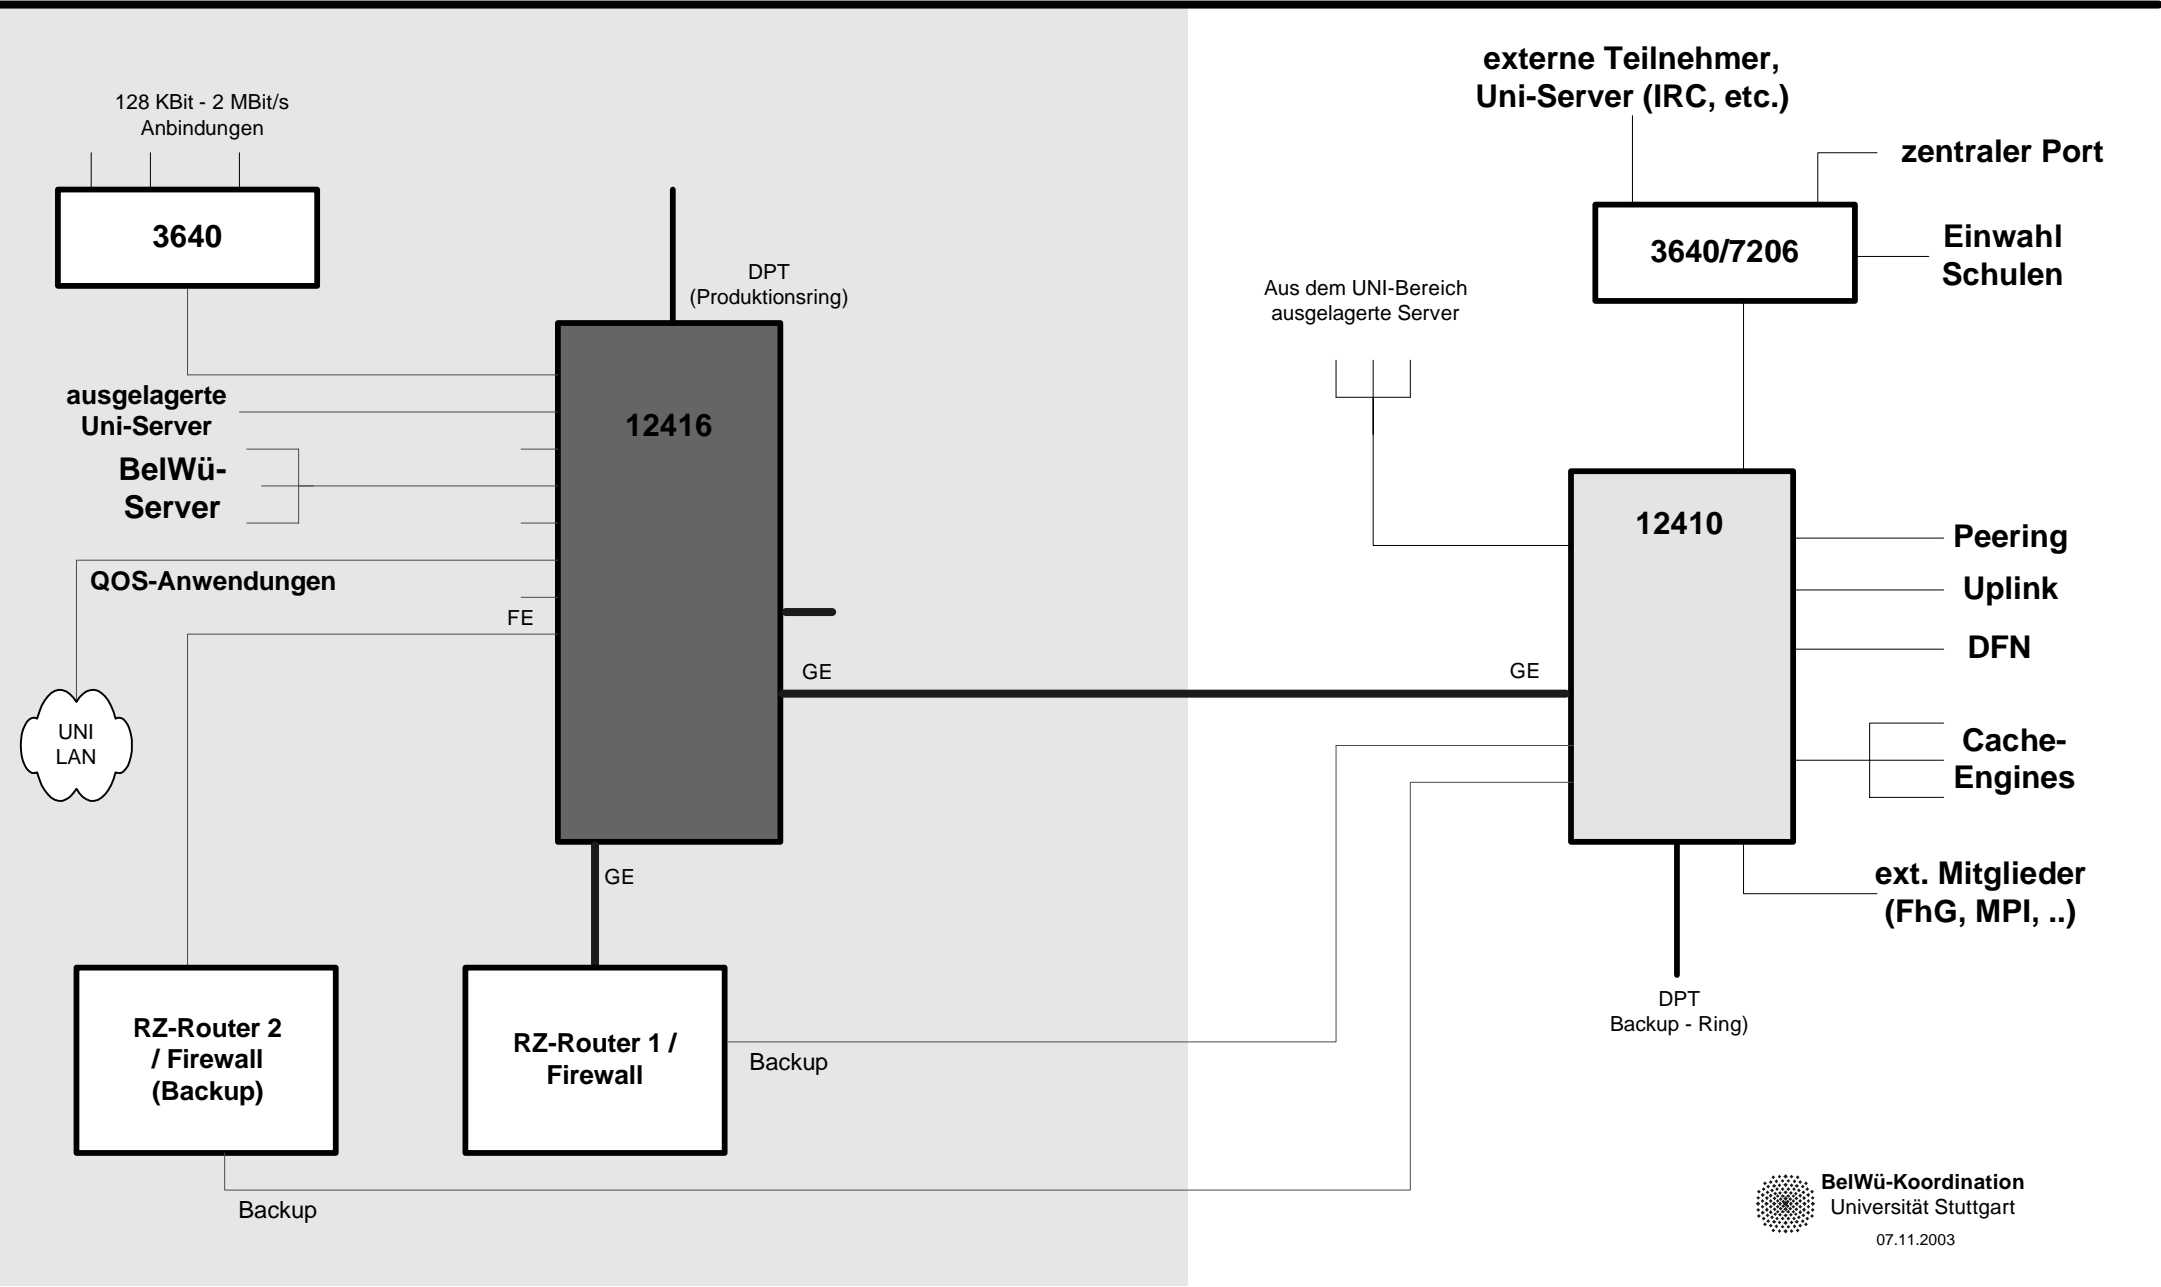 externe Teilnehmer,
Uni-Server (IRC, etc.)
128 KBit - 2 MBit/s
Anbindungen
zentraler Port
3640
3640/7206
Einwahl
Schulen
DPT
(Produktionsring)
Aus dem UNI-Bereich
ausgelagerte Server
ausgelagerte
Uni-Server
12416
BelWü-
Server
12410
Peering
QOS-Anwendungen
Uplink
FE
DFN
GE
GE
UNI
LAN
Cache-
Engines
GE
ext. Mitglieder
(FhG, MPI, ..)
DPT
Backup - Ring)
RZ-Router 2
/ Firewall
(Backup)
RZ-Router 1 /
Firewall
Backup
Backup
BelWü-Koordination
Universität Stuttgart
07.11.2003